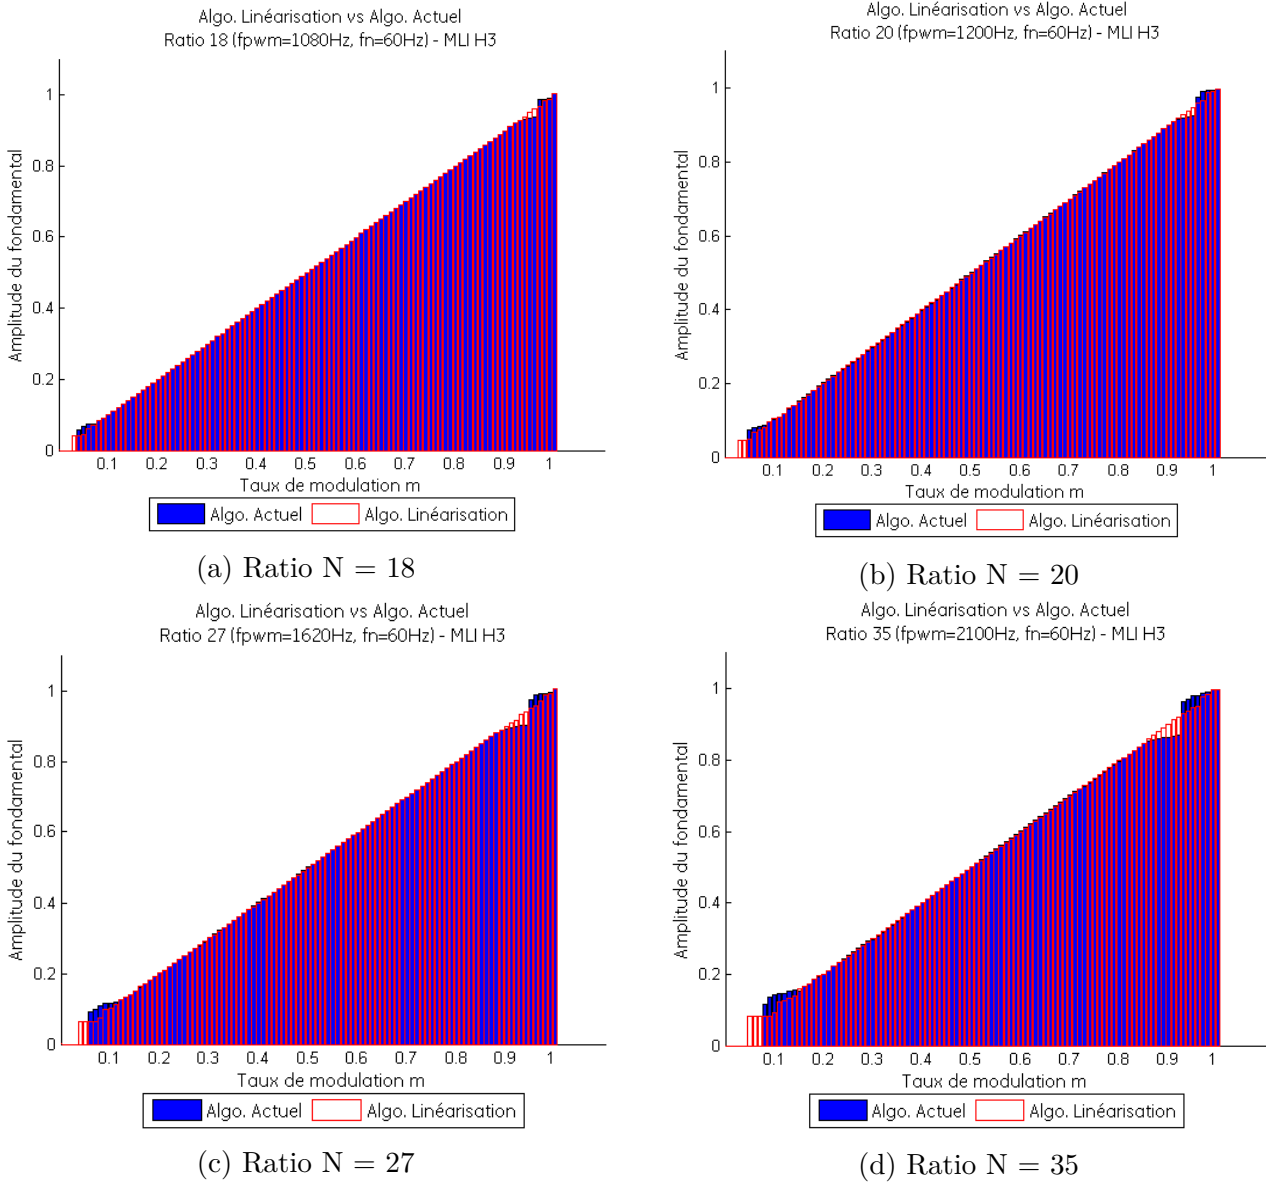 Algo. Linéarisation vs Algo. Actuel
Ratio 18 (fpwm=1080Hz, fn=60Hz) - MLI H3
Amplitude du fondamental
1
0.8
0.6
0.4
0.2
0
0.1 0.2 0.3 0.4 0.5 0.6 0.7 0.8 0.9 1
Taux de modulation m
Algo. Actuel Algo. Linéarisation
(a) Ratio N = 18
Algo. Linéarisation vs Algo. Actuel
Ratio 20 (fpwm=1200Hz, fn=60Hz) - MLI H3
Amplitude du fondamental
1
0.8
0.6
0.4
0.2
0
0.1 0.2 0.3 0.4 0.5 0.6 0.7 0.8 0.9 1
Taux de modulation m
Algo. Actuel Algo. Linéarisation
(b) Ratio N = 20
Algo. Linéarisation vs Algo. Actuel
Ratio 27 (fpwm=1620Hz, fn=60Hz) - MLI H3
Amplitude du fondamental
1
0.8
0.6
0.4
0.2
0
0.1 0.2 0.3 0.4 0.5 0.6 0.7 0.8 0.9 1
Taux de modulation m
Algo. Actuel Algo. Linéarisation
(c) Ratio N = 27
Algo. Linéarisation vs Algo. Actuel
Ratio 35 (fpwm=2100Hz, fn=60Hz) - MLI H3
Amplitude du fondamental
1
0.8
0.6
0.4
0.2
0
0.1 0.2 0.3 0.4 0.5 0.6 0.7 0.8 0.9 1
Taux de modulation m
Algo. Actuel Algo. Linéarisation
(d) Ratio N = 35